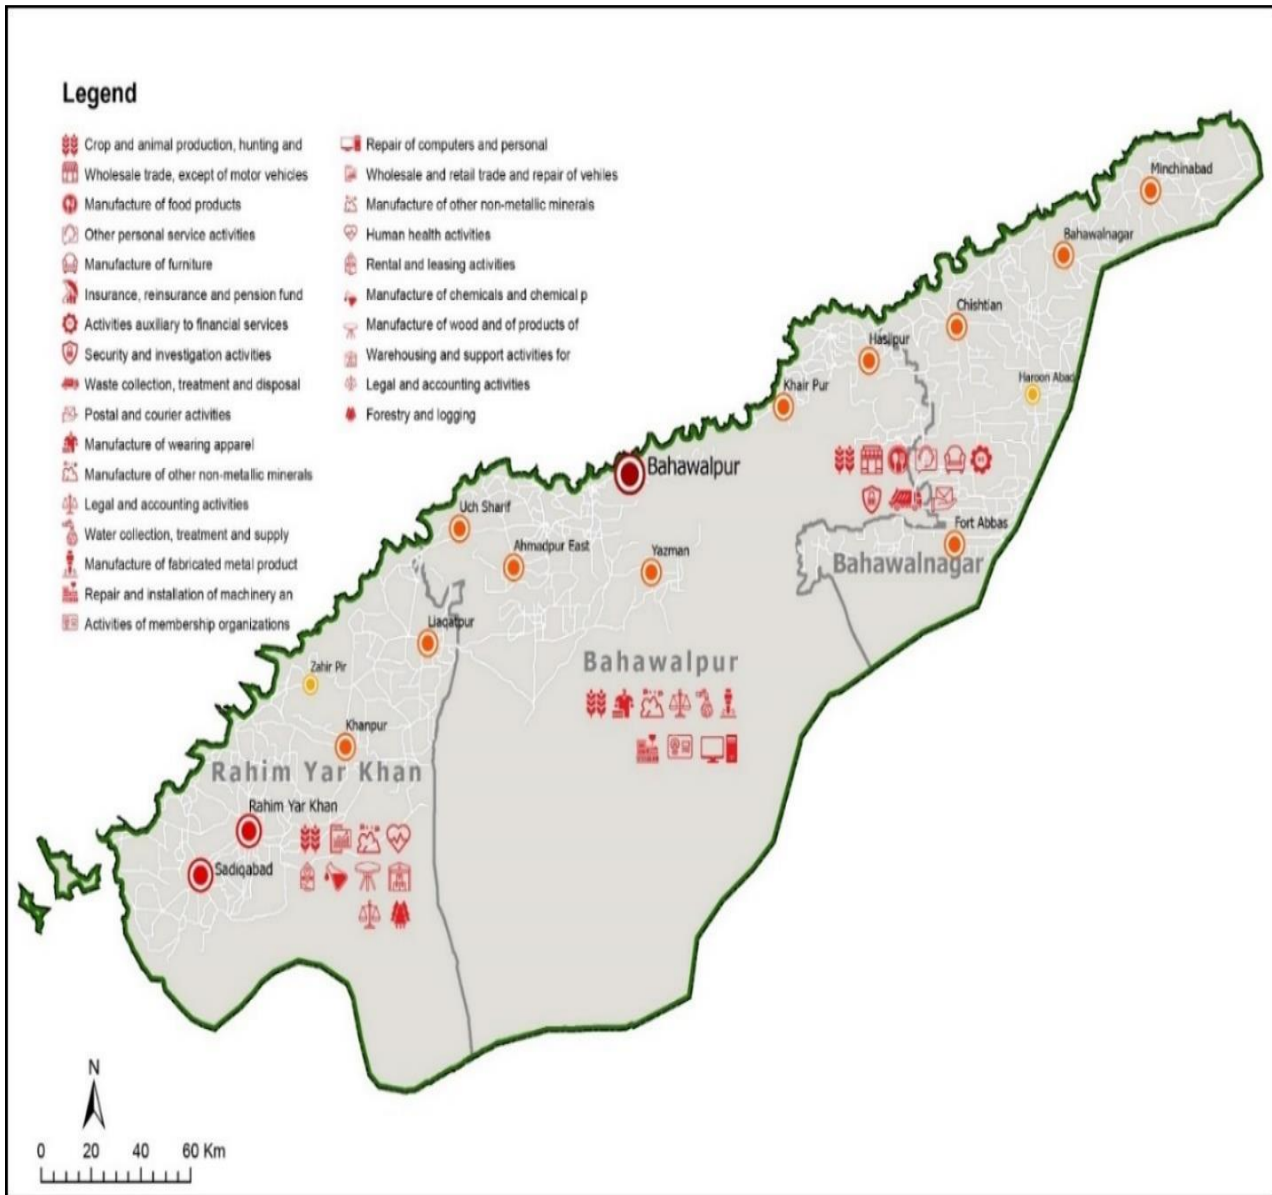 Legend
Crop and animal production, hunting and
Wholesale trade, except of motor vehicles
Manufacture of food products
Other personal service activities
Manufacture of furniture
Insurance, reinsurance and pension fund
Activities auxiliary to financial services
Security and investigation activities
Waste collection, treatment and disposal
Postal and courier activities
Manufacture of wearing apparel
Manufacture of other non-metallic minerals
Legal and accounting activities
Water collection, treatment and supply
Manufacture of fabricated metal product
Repair and installation of machinery an
Activities of membership organizations
Repair of computers and personal
Wholesale and retail trade and repair of vehiles
Manufacture of other non-metallic minerals
Human health activities
Rental and leasing activities
Manufacture of chemicals and chemical p
Manufacture of wood and of products of
Warehousing and support activities for
Legal and accounting activities
Forestry and logging
Minchinabad
Bahawalnagar
Chishtian
Hasilpur
Haroon Abad
Khair Pur
Bahawalpur
Uch Sharif
Fort Abbas
Ahmadpur East
Yazman
Bahawalnagar
Liaqatpur
Bahawalpur
Zahir Pir
Khanpur
Rahim Yar Khan
Rahim Yar Khan
Sadiqabad
N
0 20 40 60 Km